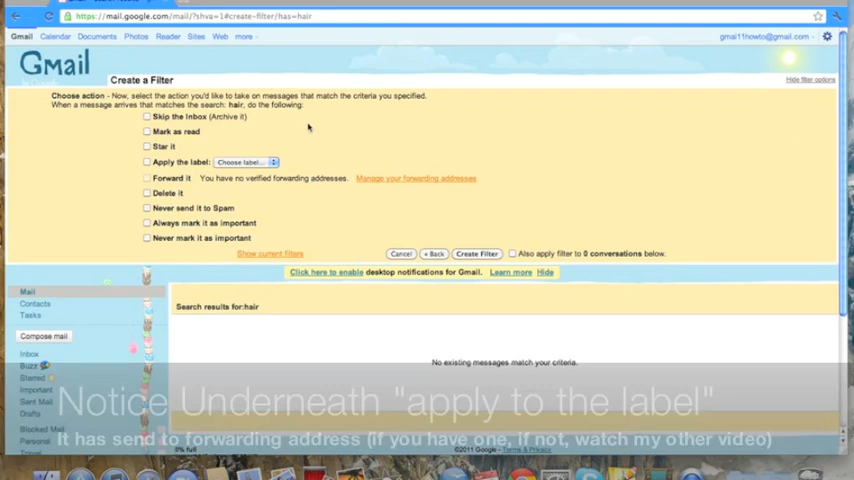 https://mail.google.com/mail/?shva=1#create-filter/has=hair
Gmail Calendar Documents Photos Reader Sites Web more
gmai11howto@gmail.com
Gmail
Create a Filter
Hide filter options
Choose action - Now, select the action you'd like to take on messages that match the criteria you specified.
When a message arrives that matches the search: hair, do the following:
Skip the Inbox (Archive it)
Mark as read
Star it
Apply the label: Choose label...
Forward it You have no verified forwarding addresses. Manage your forwarding addresses
Delete it
Never send it to Spam
Always mark it as important
Never mark it as important
Show current filters Cancel « Back Create Filter Also apply filter to 0 conversations below.
Click here to enable desktop notifications for Gmail. Learn more Hide
Mail
Contacts
Tasks
Compose mail
Inbox
Buzz
Starred
Important
Sent Mail
Drafts
Blocked Mail
Personal
Travel
Search results for:hair
No existing messages match your criteria.
Notice Underneath "apply to the label"
It has send to forwarding address (if you have one, if not, watch my other video)
0% full
©2011 Google - Terms & Privacy